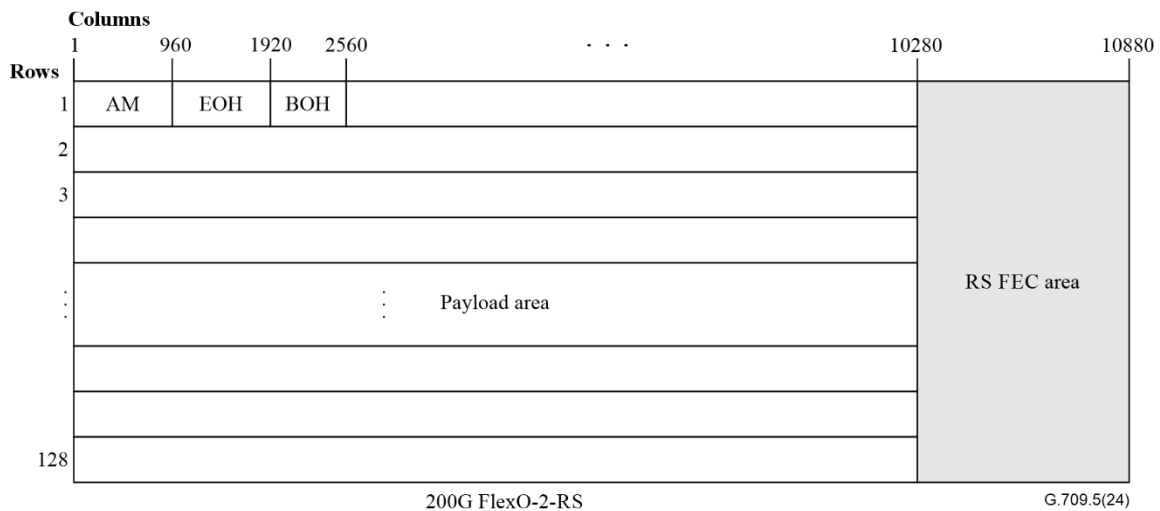 Columns
1 960 1920 2560 . . . 10280 10880
Rows
1 AM EOH BOH
2
3
RS FEC area
Payload area
128
200G FlexO-2-RS
G.709.5(24)